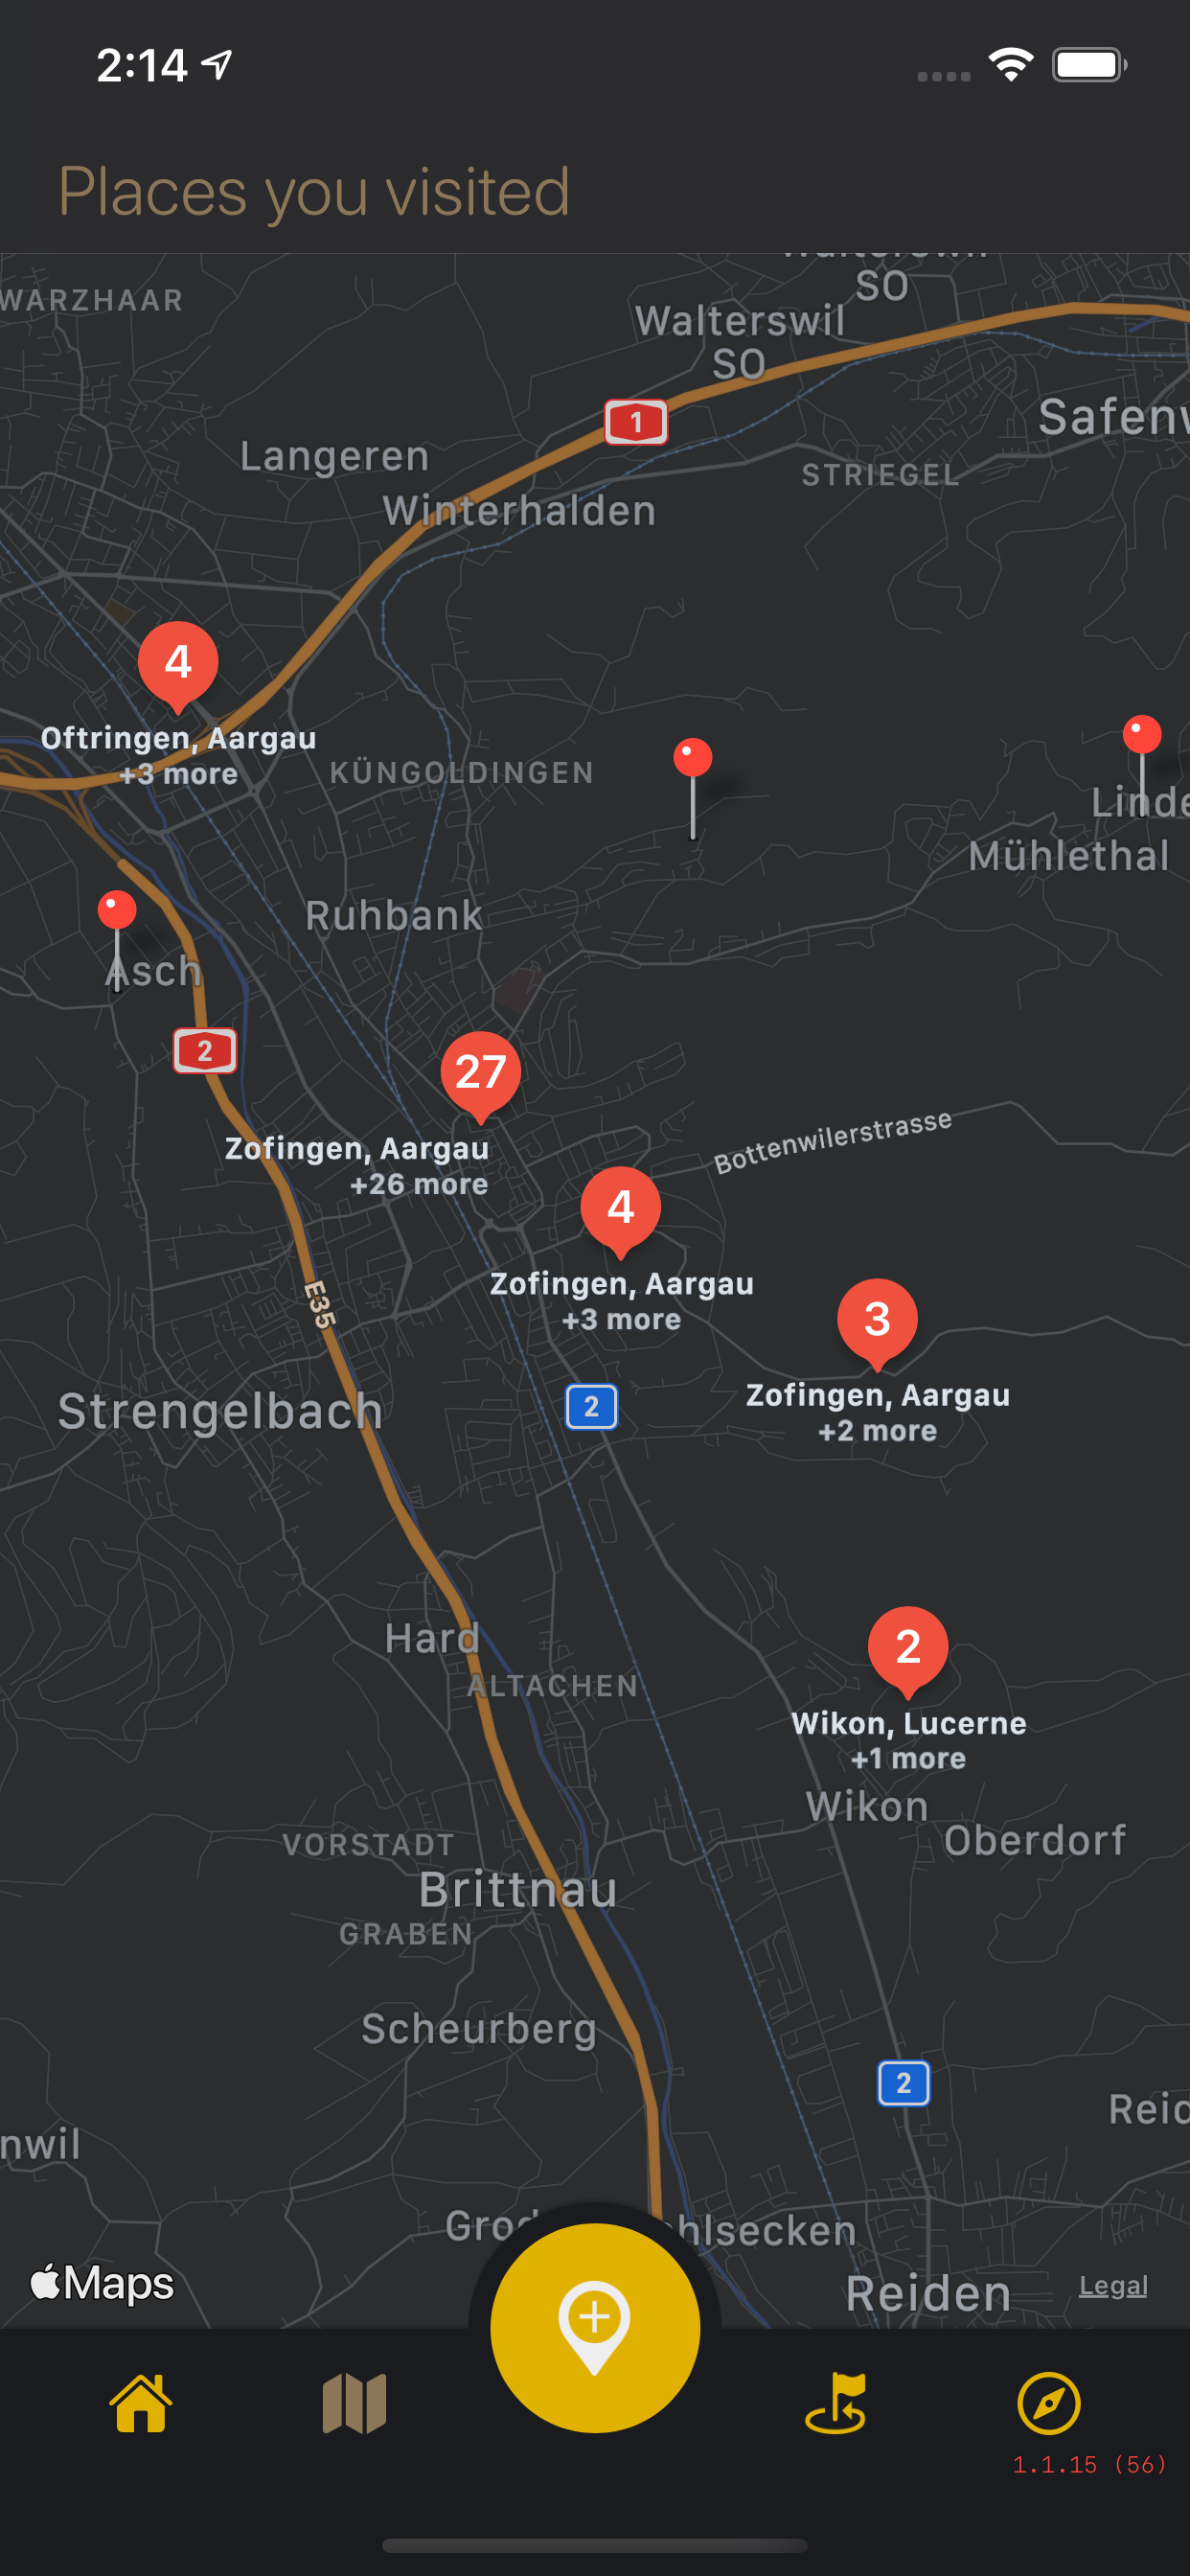 2:14
Places you visited
WARZHAAR
SO
Walterswil
SO
Safenw
1
Langeren
STRIEGEL
Winterhalden
4
Oftringen, Aargau
+3 more
KÜNGOLDINGEN
Linde
Mühlethal
Ruhbank
Asch
2
27
Zofingen, Aargau
+26 more
Bottenwilerstrasse
4
Zofingen, Aargau
+3 more
E35
3
Zofingen, Aargau
+2 more
Strengelbach
2
Hard
ALTACHEN
2
Wikon, Lucerne
+1 more
Wikon
Oberdorf
VORSTADT
Brittnau
GRABEN
Scheurberg
2
Reid
nwil
Grod
hlsecken
Maps
Reiden
Legal
1.1.15 (56)